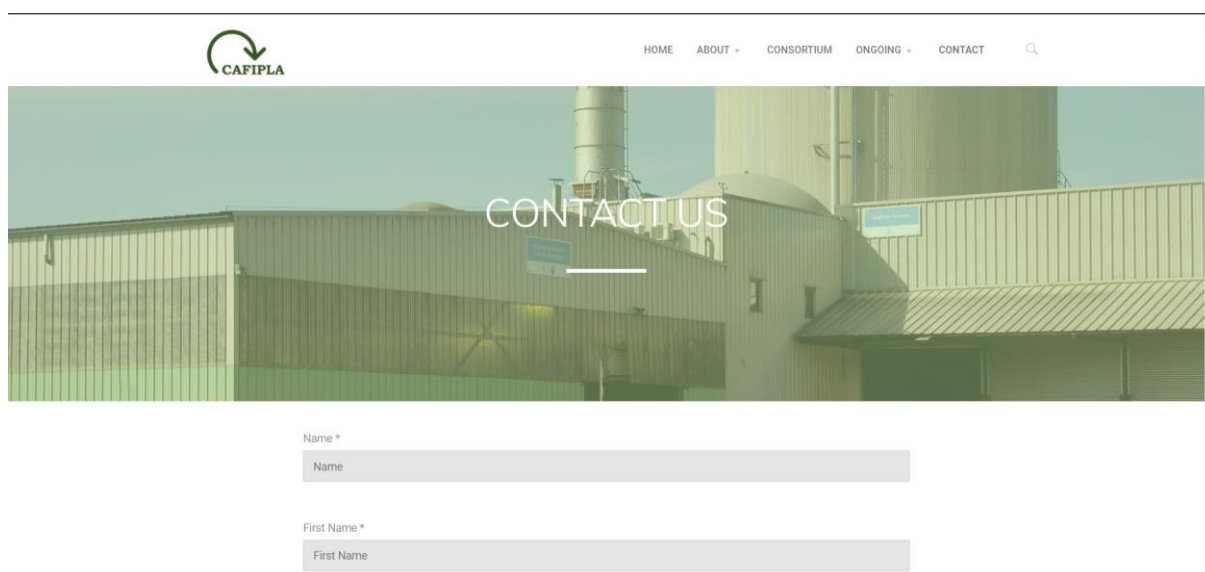 CAFIPLA
HOME ABOUT + CONSORTIUM ONGOING + CONTACT
CONTACT US
Name *
Name
First Name *
First Name